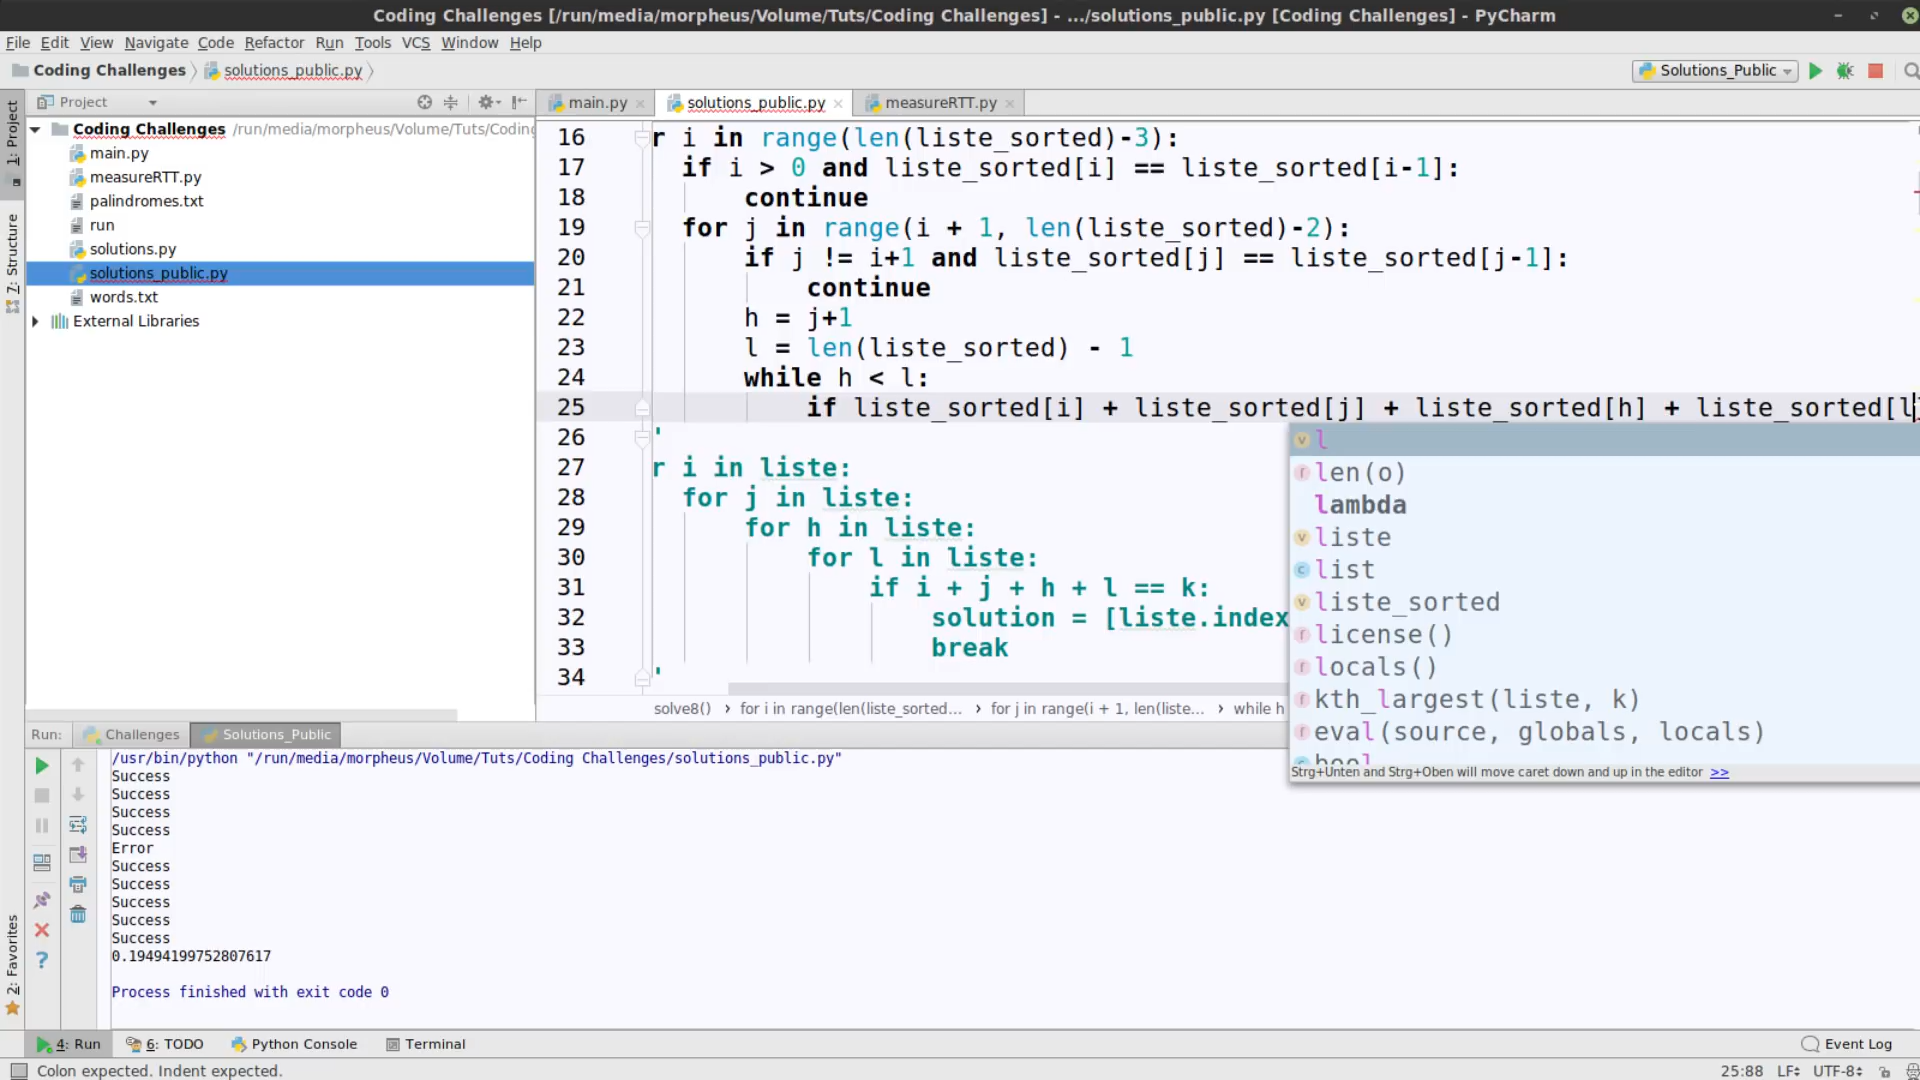 Coding Challenges [/run/media/morpheus/Volume/Tuts/Coding Challenges] - .../solutions_public.py [Coding Challenges] - PyCharm
File Edit View Navigate Code Refactor Run Tools VCS Window Help
Coding Challenges solutions_public.py
Solutions_Public
1: Project
7: Structure
2: Favorites
Project
Coding Challenges /run/media/morpheus/Volume/Tuts/Coding
main.py
measureRTT.py
palindromes.txt
run
solutions.py
solutions_public.py
words.txt
External Libraries
main.py solutions_public.py measureRTT.py
16 r i in range(len(liste_sorted)-3):
17 if i > 0 and liste_sorted[i] == liste_sorted[i-1]:
18 continue
19 for j in range(i + 1, len(liste_sorted)-2):
20 if j != i+1 and liste_sorted[j] == liste_sorted[j-1]:
21 continue
22 h = j+1
23 l = len(liste_sorted) - 1
24 while h < l:
25 if liste_sorted[i] + liste_sorted[j] + liste_sorted[h] + liste_sorted[l]
26 '
27 r i in liste:
28 for j in liste:
29 for h in liste:
30 for l in liste:
31 if i + j + h + l == k:
32 solution = [liste.index
33 break
34 '
l
len(o)
lambda
liste
list
liste_sorted
license()
locals()
kth_largest(liste, k)
eval(source, globals, locals)
bool
Strg+Unten and Strg+Oben will move caret down and up in the editor >>
solve8() for i in range(len(liste_sorted... for j in range(i + 1, len(liste... while h
Run: Challenges Solutions_Public
/usr/bin/python "/run/media/morpheus/Volume/Tuts/Coding Challenges/solutions_public.py"
Success
Success
Success
Success
Error
Success
Success
Success
Success
Success
0.19494199752807617
Process finished with exit code 0
4: Run 6: TODO Python Console Terminal Event Log
Colon expected. Indent expected. 25:88 LF UTF-8